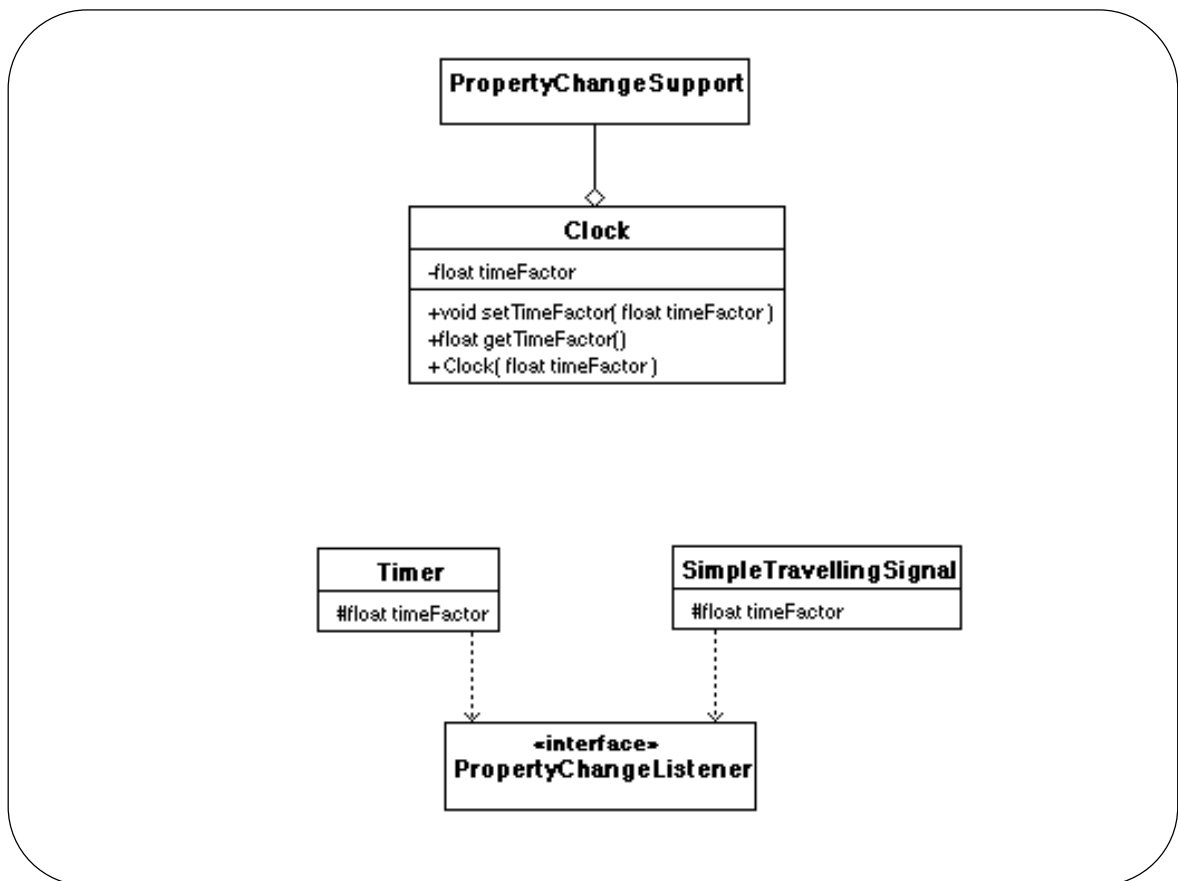 PropertyChangeSupport
Clock
-float timeFactor
+void setTimeFactor( float timeFactor )
+float getTimeFactor()
+ Clock( float timeFactor )
Timer
#float timeFactor
SimpleTravellingSignal
#float timeFactor
«interface»
PropertyChangeListener